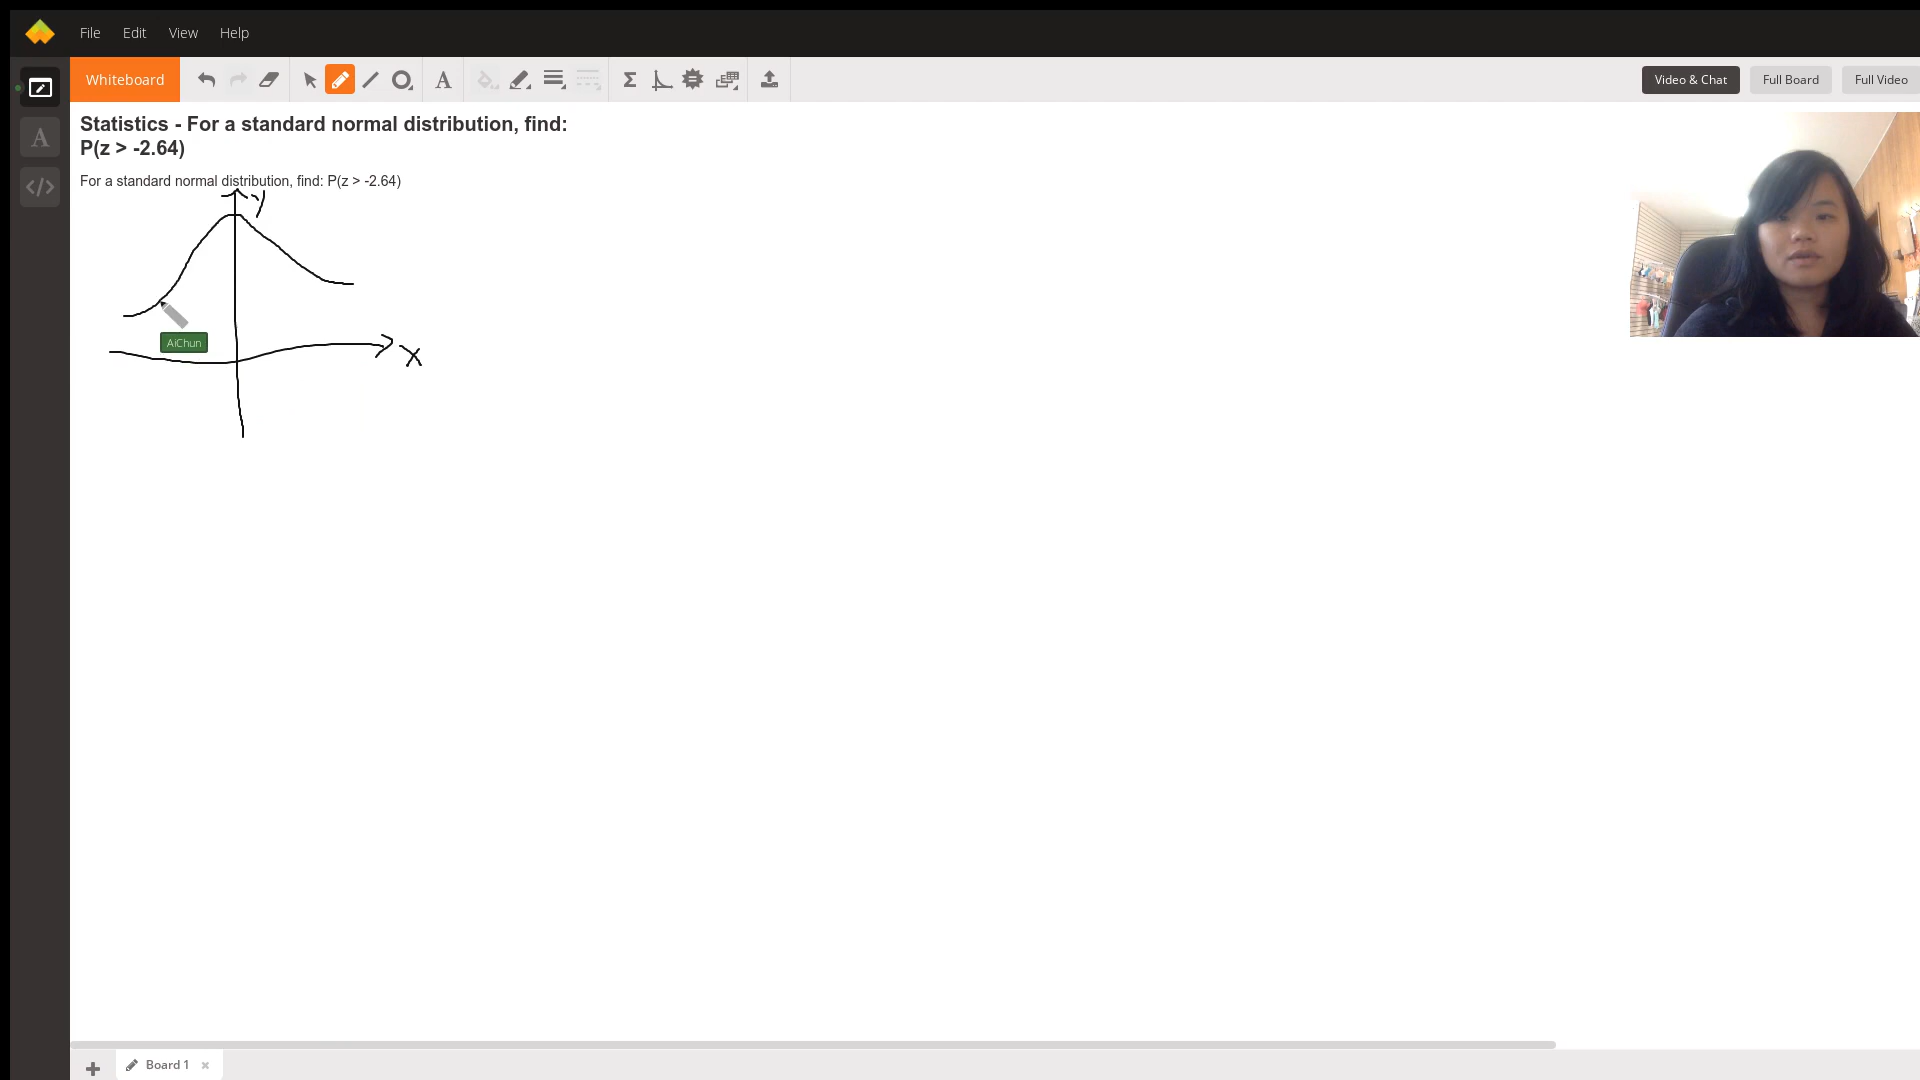 File Edit View Help
Whiteboard A Σ Video & Chat Full Board Full Video
A
</>
Statistics - For a standard normal distribution, find:
P(z > -2.64)
For a standard normal distribution, find: P(z > -2.64)
y
AiChun
x
+ Board 1 ×